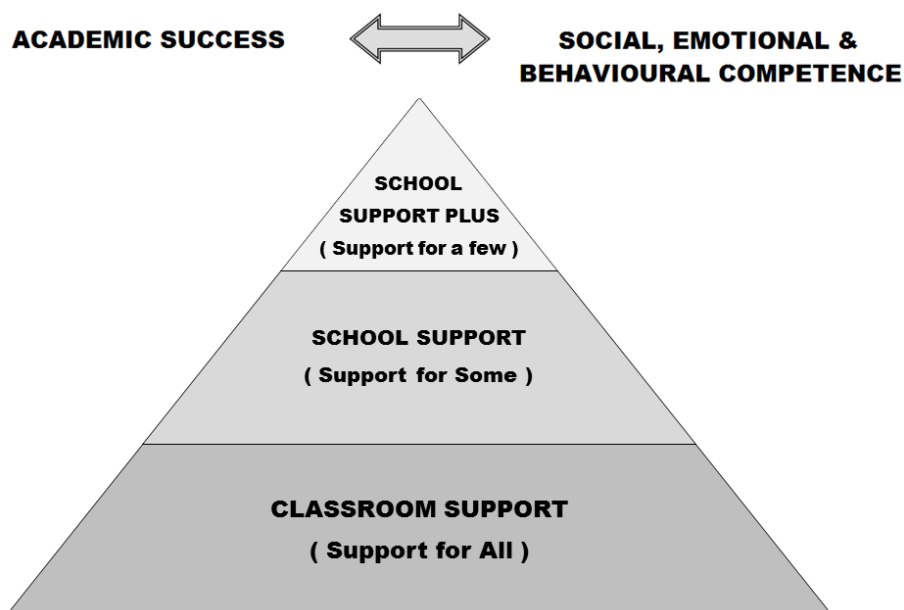 ACADEMIC SUCCESS
SOCIAL, EMOTIONAL &
BEHAVIOURAL COMPETENCE
SCHOOL
SUPPORT PLUS
( Support for a few )
SCHOOL SUPPORT
( Support for Some )
CLASSROOM SUPPORT
( Support for All )